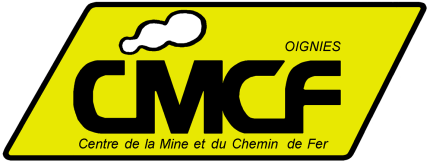 OIGNIES
CMCF
Centre de la Mine et du Chemin de Fer